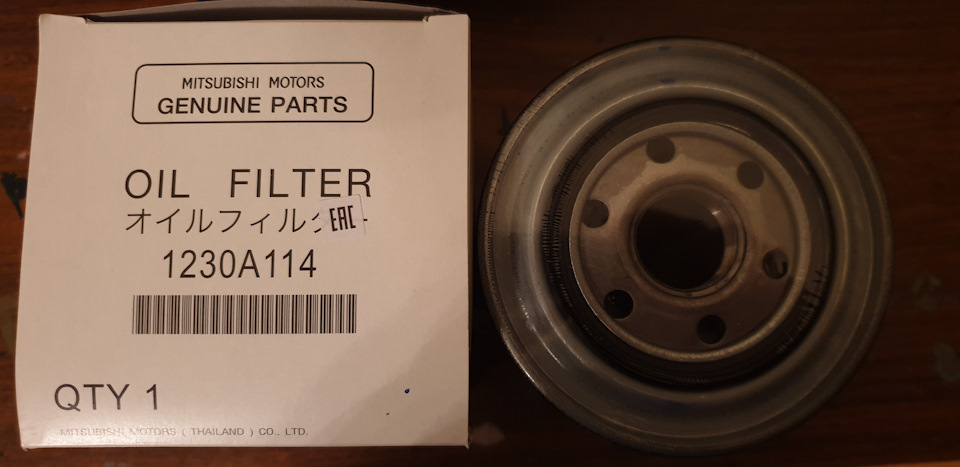 MITSUBISHI MOTORS
GENUINE PARTS
OIL FILTER
オイルフィル
EAC
1230A114
QTY 1
MITSUBISHI MOTORS ( THAILAND ) CO., LTD.